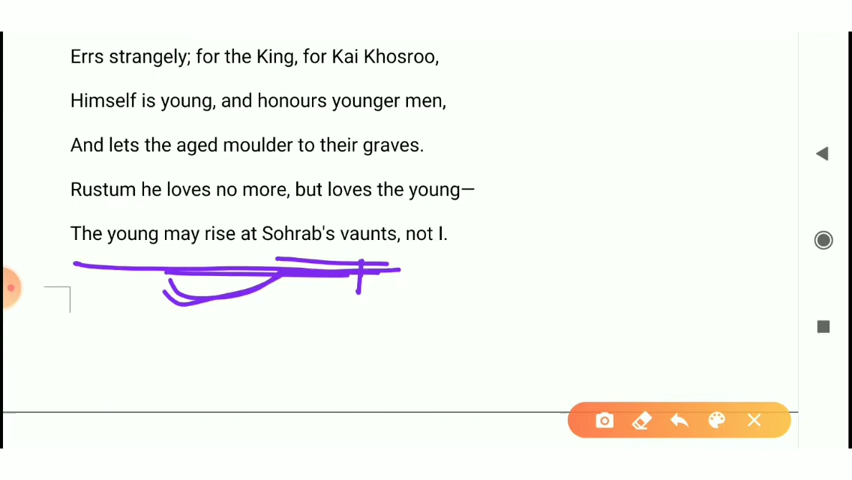 Errs strangely; for the King, for Kai Khosroo,
Himself is young, and honours younger men,
And lets the aged moulder to their graves.
Rustum he loves no more, but loves the young—
The young may rise at Sohrab's vaunts, not I.